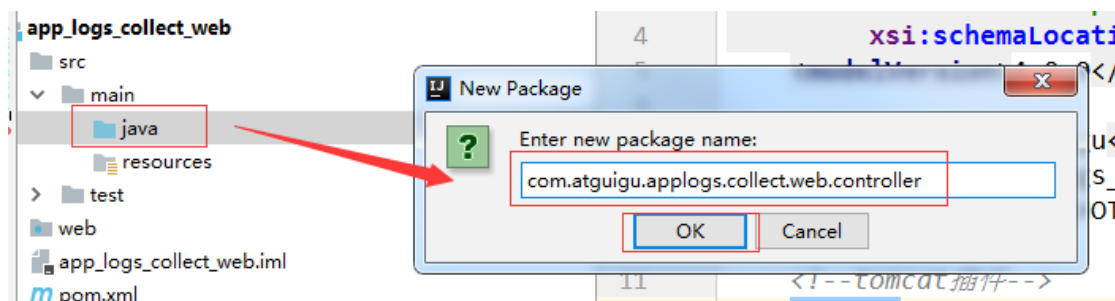 app_logs_collect_web
src
main
java
resources
test
web
app_logs_collect_web.iml
pom.xml
4
xsi:schemaLocati
New Package
Enter new package name:
com.atguigu.applogs.collect.web.controller
OK
Cancel
11
<!--tomcat插件-->